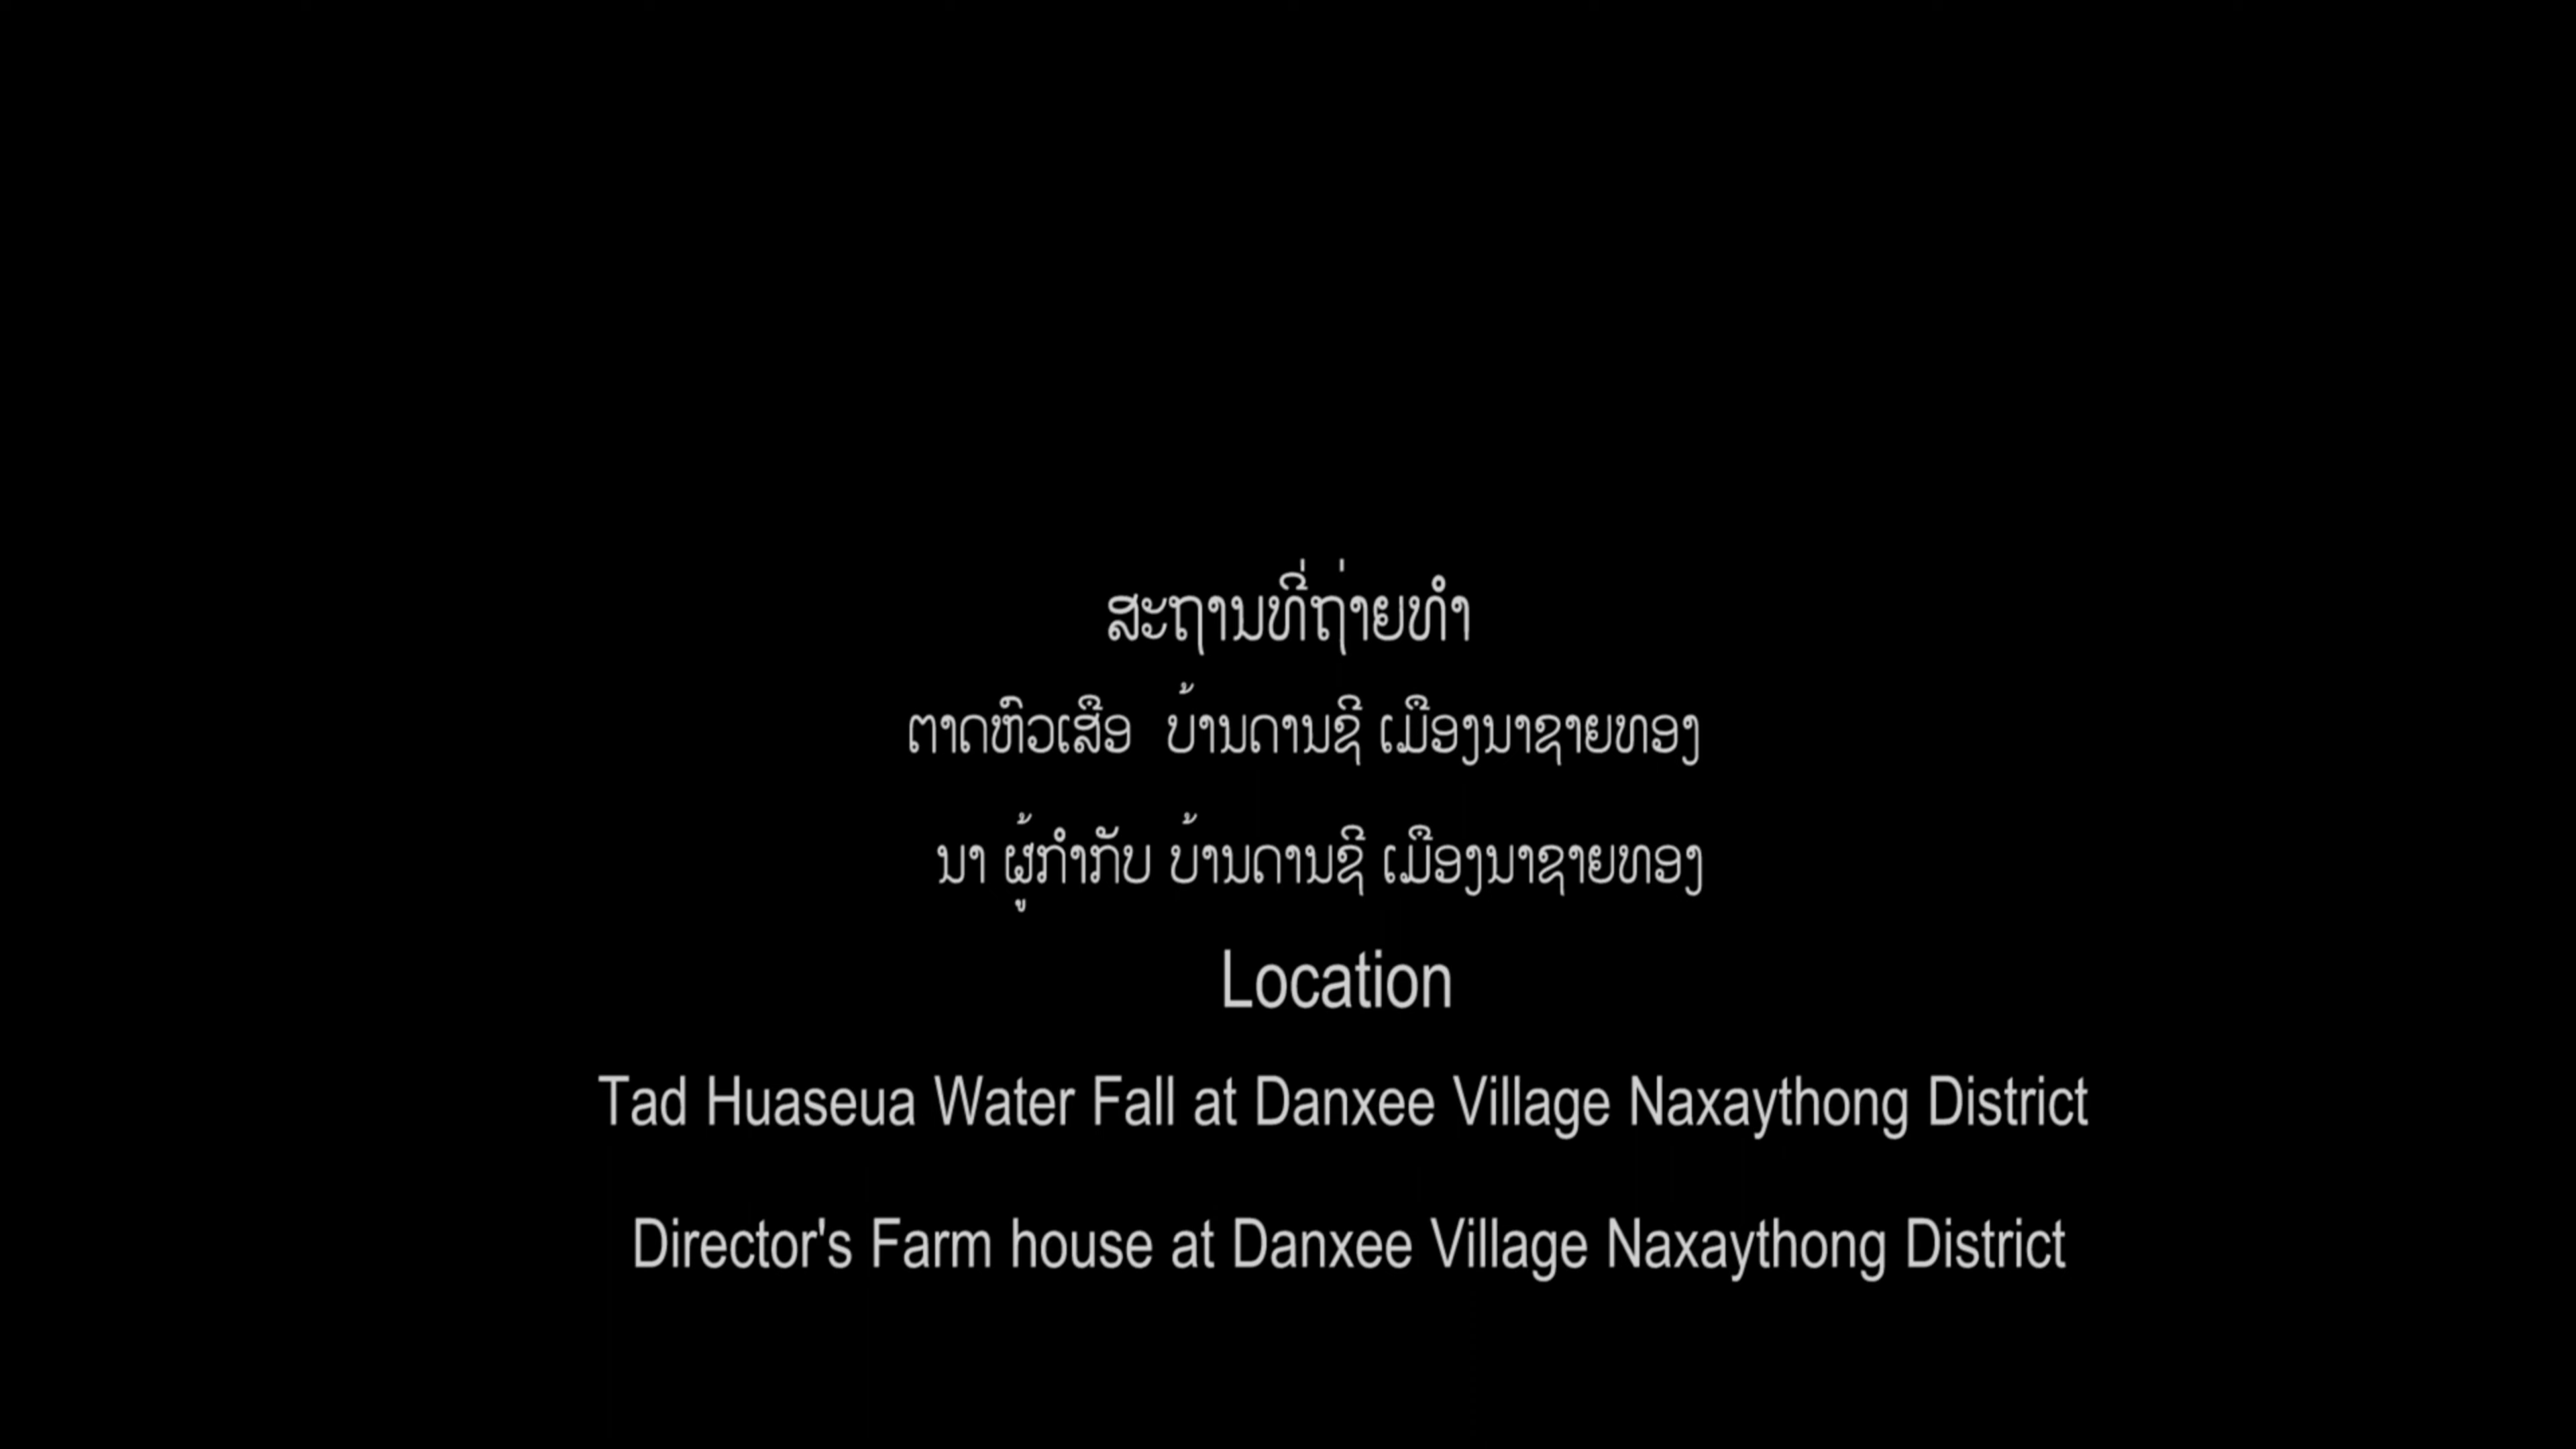 ສະຖານທີ່ຖ່າຍທຳ
ຕາດຫົວເສືອ ບ້ານດານຊີ ເມືອງນາຊາຍທອງ
ນາ ຜູ້ກຳກັບ ບ້ານດານຊີ ເມືອງນາຊາຍທອງ
Location
Tad Huaseua Water Fall at Danxee Village Naxaythong District
Director's Farm house at Danxee Village Naxaythong District